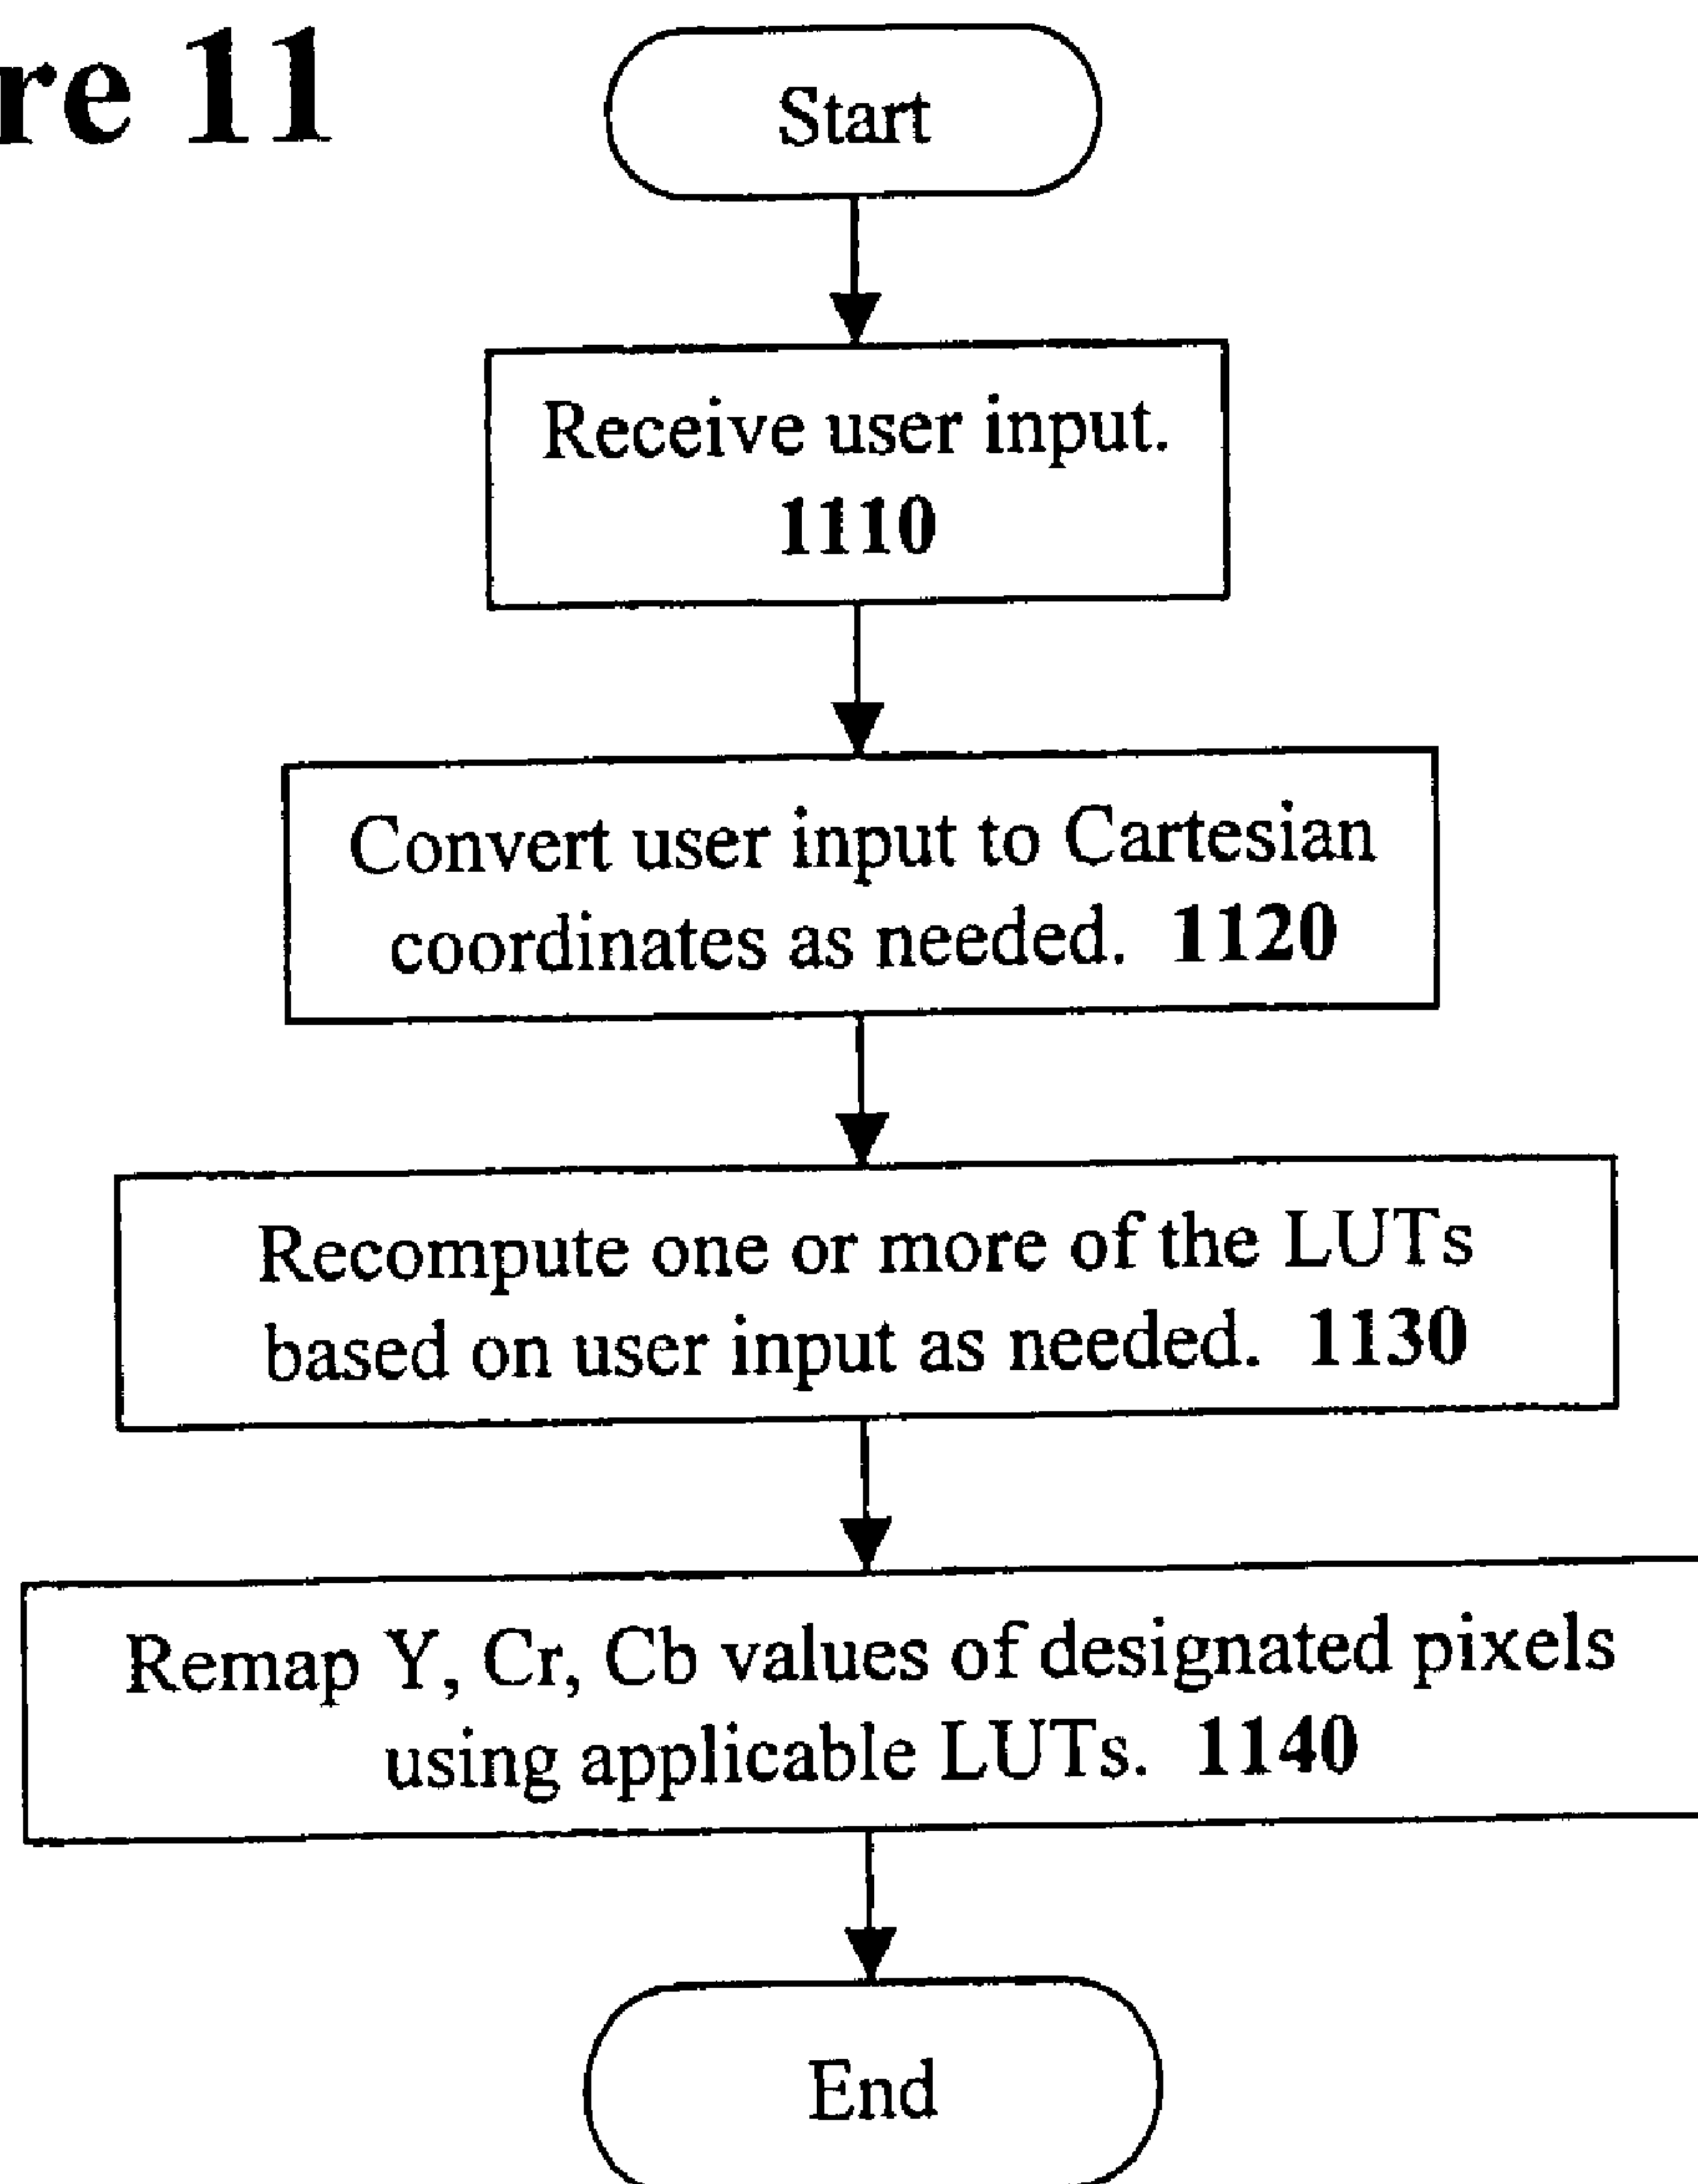 re 11
Start
Receive user input.
1110
Convert user input to Cartesian
coordinates as needed. 1120
Recompute one or more of the LUTs
based on user input as needed. 1130
Remap Y, Cr, Cb values of designated pixels
using applicable LUTs. 1140
End